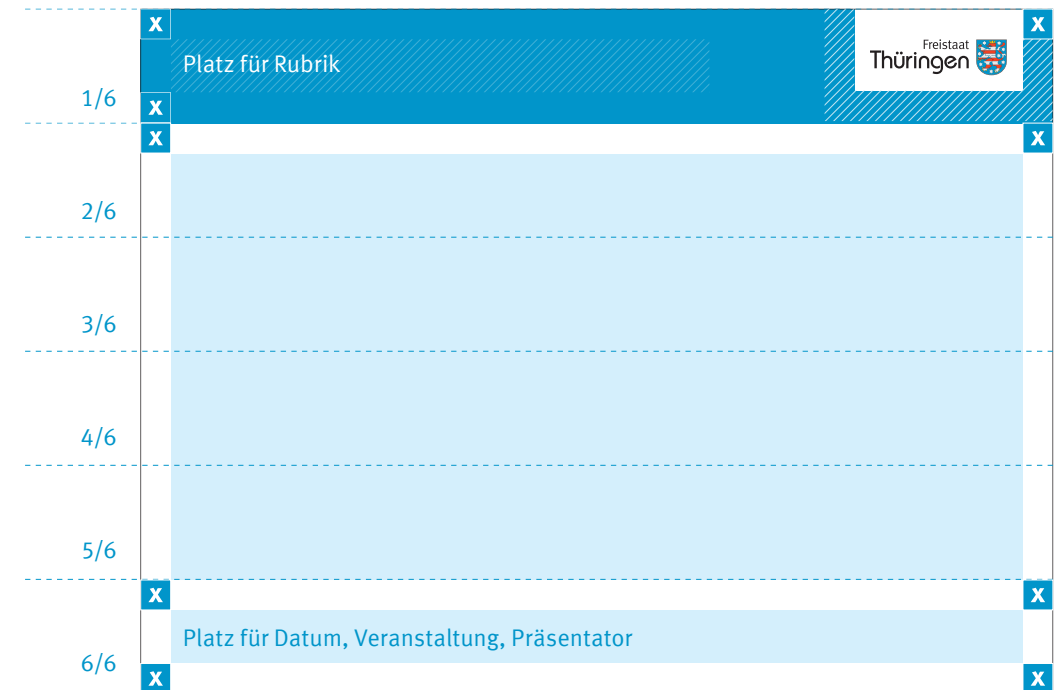 X
X
Platz für Rubrik
Freistaat
Thüringen
1/6
X
X
X
2/6
3/6
4/6
5/6
X
X
Platz für Datum, Veranstaltung, Präsentator
6/6
X
X